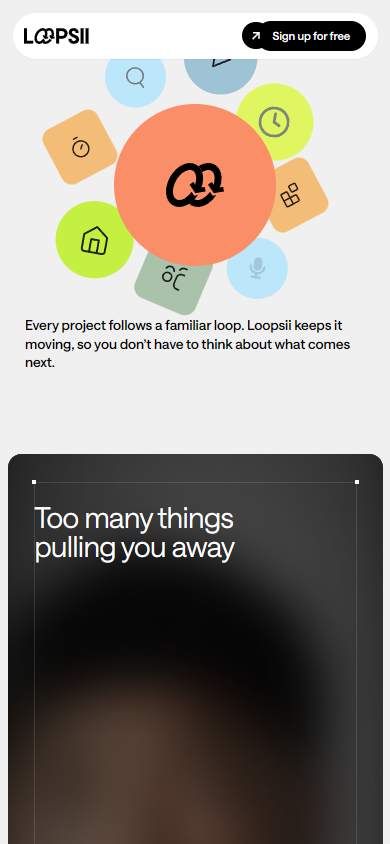 LOOPSII
Sign up for free
Every project follows a familiar loop. Loopsii keeps it
moving, so you don’t have to think about what comes
next.
Too many things
pulling you away